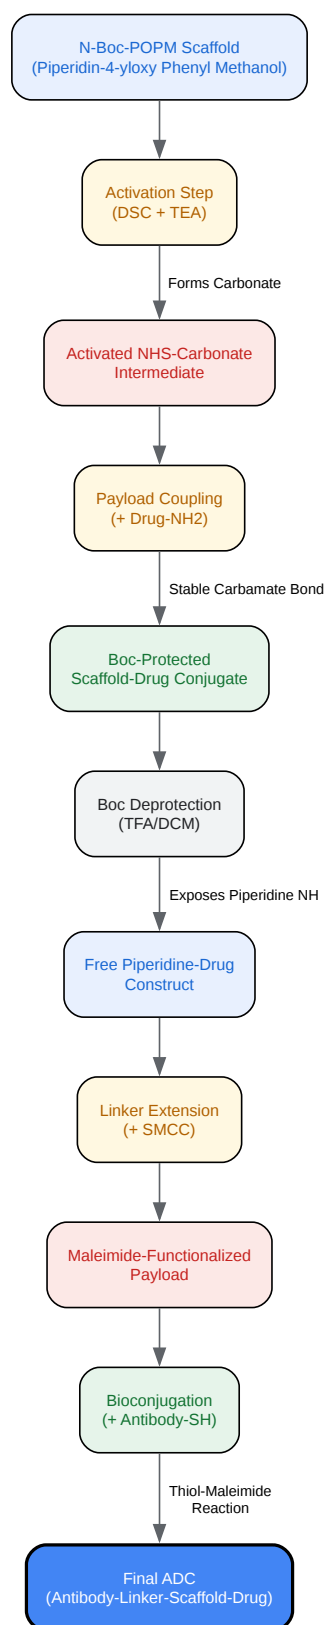 N-Boc-POPM Scaffold
(Piperidin-4-yloxy Phenyl Methanol)
Activation Step
(DSC + TEA)
Forms Carbonate
Activated NHS-Carbonate
Intermediate
Payload Coupling
(+ Drug-NH2)
Stable Carbamate Bond
Boc-Protected
Scaffold-Drug Conjugate
Boc Deprotection
(TFA/DCM)
Exposes Piperidine NH
Free Piperidine-Drug
Construct
Linker Extension
(+ SMCC)
Maleimide-Functionalized
Payload
Bioconjugation
(+ Antibody-SH)
Thiol-Maleimide
Reaction
Final ADC
(Antibody-Linker-Scaffold-Drug)